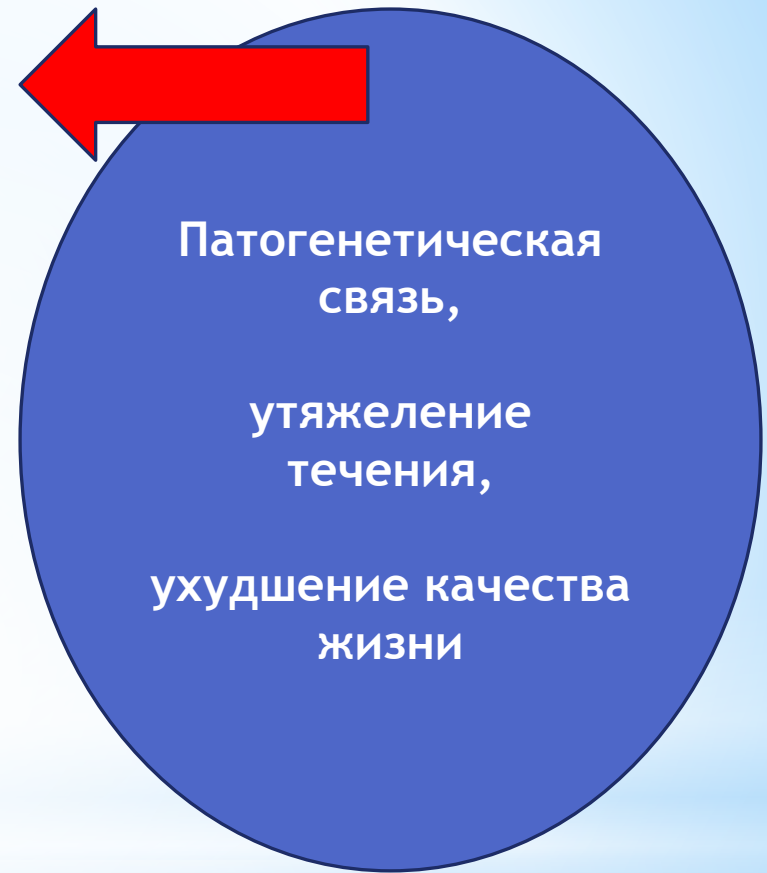 Патогенетическая
связь,
утяжеление
течения,
ухудшение качества
жизни